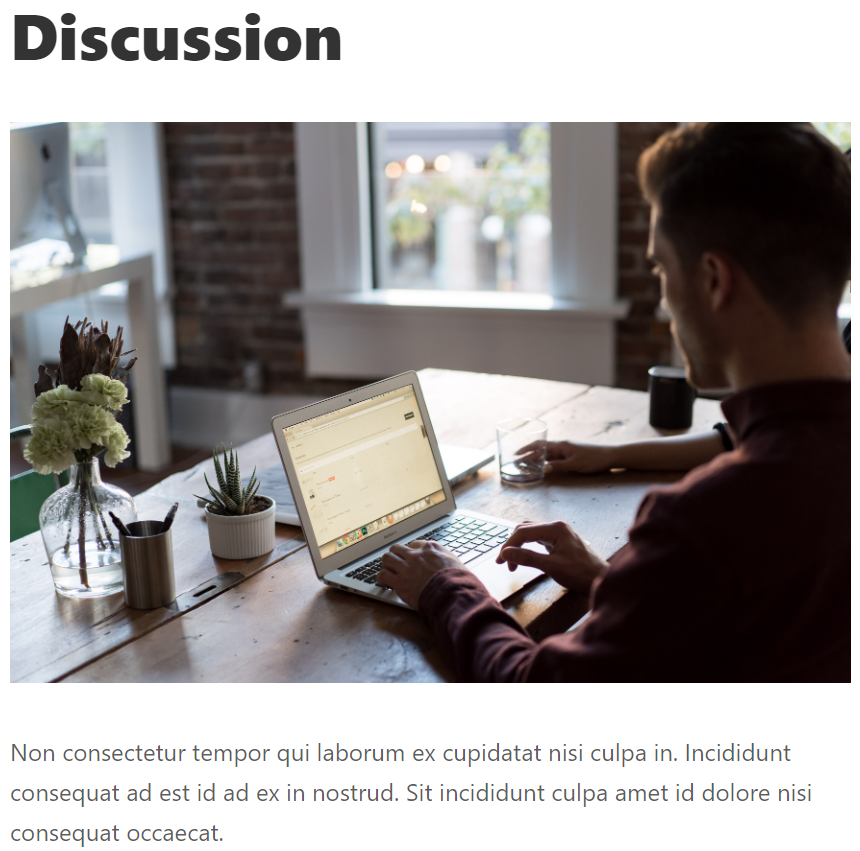 Discussion
Non consectetur tempor qui laborum ex cupidatat nisi culpa in. Incididunt
consequat ad est id ad ex in nostrud. Sit incididunt culpa amet id dolore nisi
consequat occaecat.